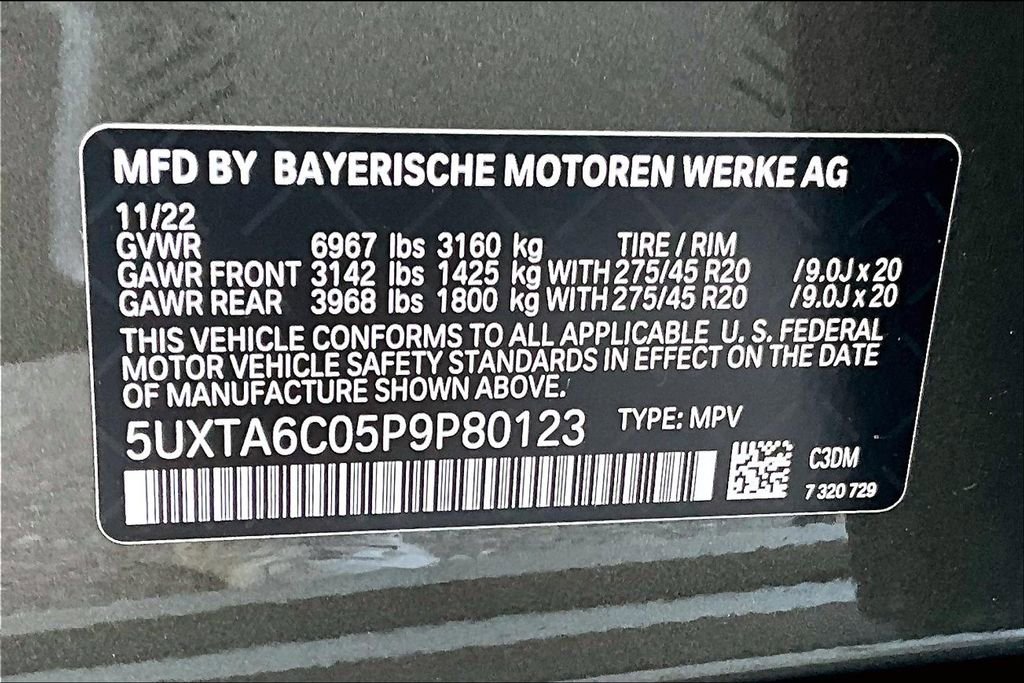 MFD BY BAYERISCHE MOTOREN WERKE AG
11/22
GVWR 6967 lbs 3160 kg TIRE / RIM
GAWR FRONT 3142 lbs 1425 kg WITH 275/45 R20 /9.0J x 20
GAWR REAR 3968 lbs 1800 kg WITH 275/45 R20 /9.0J x 20
THIS VEHICLE CONFORMS TO ALL APPLICABLE U. S. FEDERAL
MOTOR VEHICLE SAFETY STANDARDS IN EFFECT ON THE DATE
OF MANUFACTURE SHOWN ABOVE.
5UXTA6C05P9P80123 TYPE: MPV
C3DM
7 320 729